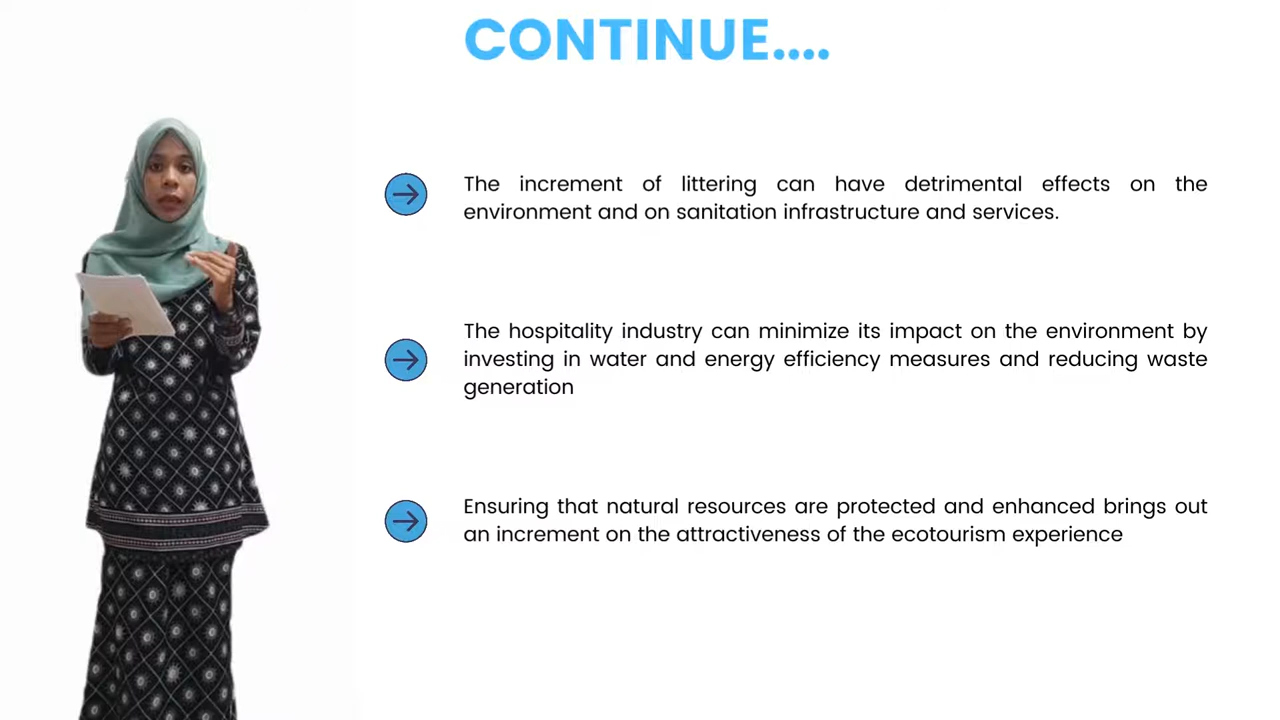 CONTINUE....
The increment of littering can have detrimental effects on the
environment and on sanitation infrastructure and services.
The hospitality industry can minimize its impact on the environment by
investing in water and energy efficiency measures and reducing waste
generation
Ensuring that natural resources are protected and enhanced brings out
an increment on the attractiveness of the ecotourism experience